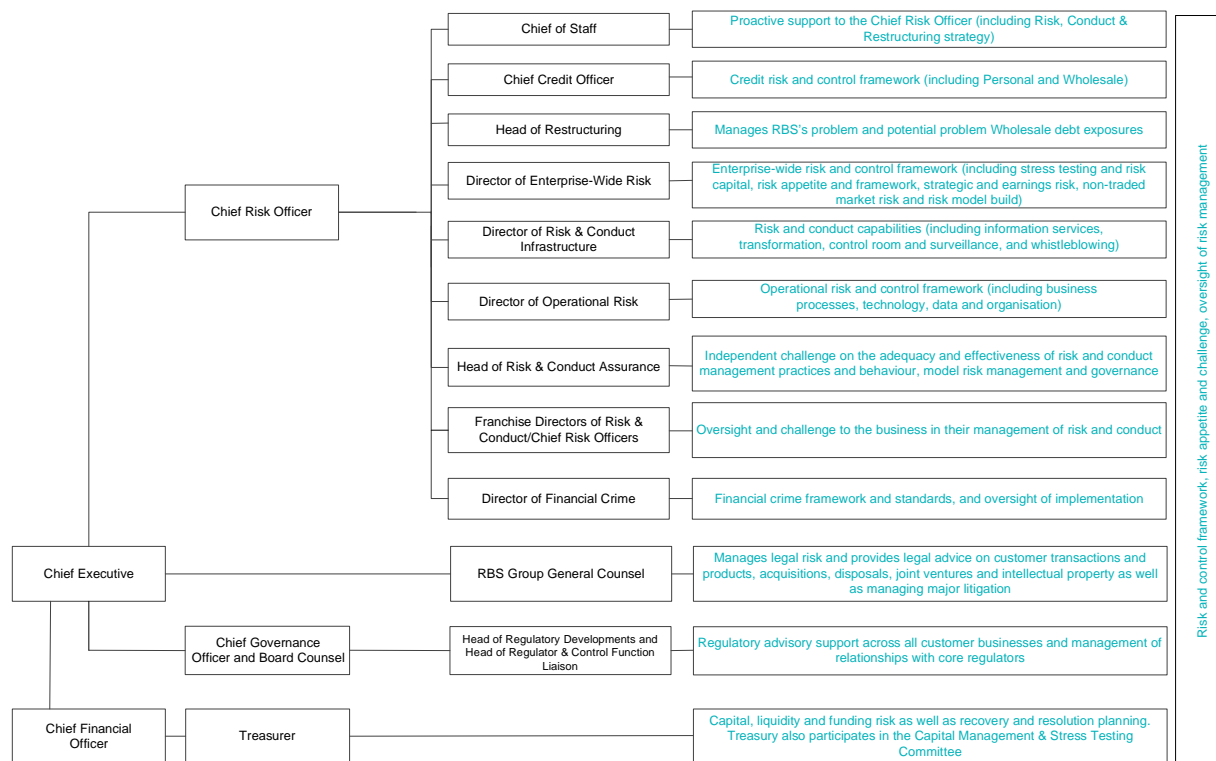 Chief of Staff
Proactive support to the Chief Risk Officer (including Risk, Conduct &
Restructuring strategy)
Chief Credit Officer
Credit risk and control framework (including Personal and Wholesale)
Head of Restructuring
Manages RBS's problem and potential problem Wholesale debt exposures
Chief Risk Officer
Director of Enterprise-Wide Risk
Enterprise-wide risk and control framework (including stress testing and risk
capital, risk appetite and framework, strategic and earnings risk, non-traded
market risk and risk model build)
Director of Risk & Conduct
Infrastructure
Risk and conduct capabilities (including information services,
transformation, control room and surveillance, and whistleblowing)
Director of Operational Risk
Operational risk and control framework (including business
processes, technology, data and organisation)
Head of Risk & Conduct Assurance
Independent challenge on the adequacy and effectiveness of risk and conduct
management practices and behaviour, model risk management and governance
Franchise Directors of Risk &
Conduct/Chief Risk Officers
Oversight and challenge to the business in their management of risk and conduct
Director of Financial Crime
Financial crime framework and standards, and oversight of implementation
Chief Executive
RBS Group General Counsel
Manages legal risk and provides legal advice on customer transactions and
products, acquisitions, disposals, joint ventures and intellectual property as well
as managing major litigation
Chief Governance
Officer and Board Counsel
Head of Regulatory Developments and
Head of Regulator & Control Function
Liaison
Regulatory advisory support across all customer businesses and management of
relationships with core regulators
Chief Financial
Officer
Treasurer
Capital, liquidity and funding risk as well as recovery and resolution planning.
Treasury also participates in the Capital Management & Stress Testing
Committee
Risk and control framework, risk appetite and challenge, oversight of risk management